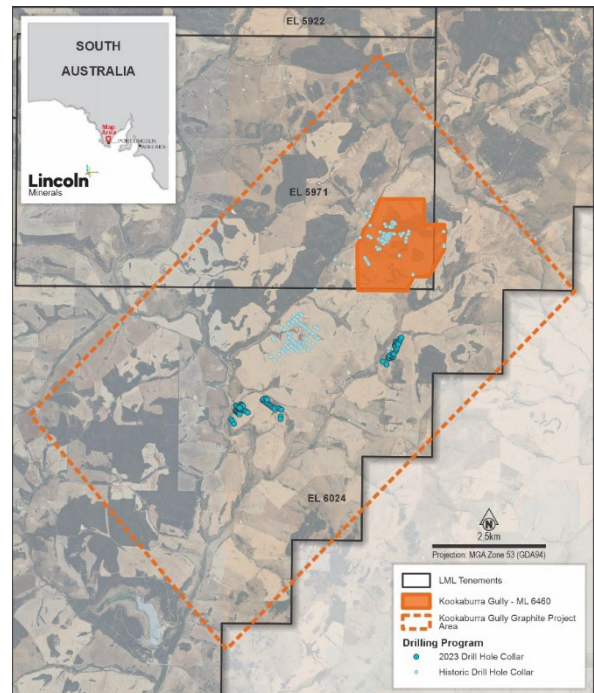 EL 5922
SOUTH
AUSTRALIA
Map
Area
PORT LINCOLN
ADELAIDE
Lincoln
Minerals
EL 5971
EL 6024
N
2.5km
Projection: MGA Zone 53 (GDA94)
LML Tenements
Kookaburra Gully - ML 6460
Kookaburra Gully Graphite Project
Area
Drilling Program
2023 Drill Hole Collar
Historic Drill Hole Collar